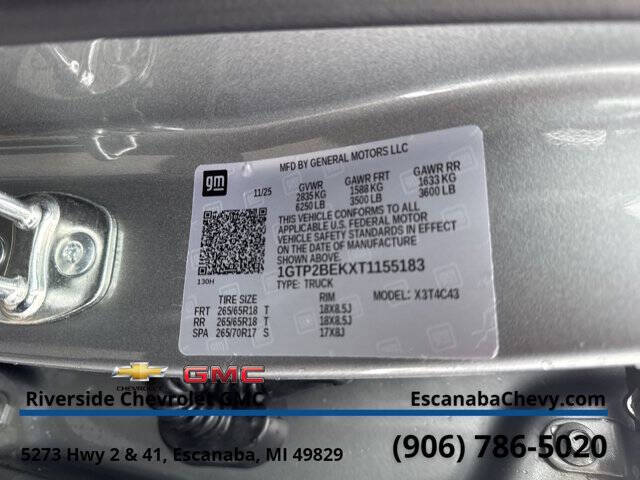 MFD BY GENERAL MOTORS LLC
gm
11/25
GVWR
2835 KG
6250 LB
GAWR FRT
1588 KG
3500 LB
GAWR RR
1633 KG
3600 LB
THIS VEHICLE CONFORMS TO ALL
APPLICABLE U.S. FEDERAL MOTOR
VEHICLE SAFETY STANDARDS IN EFFECT
ON THE DATE OF MANUFACTURE
SHOWN ABOVE.
1GTP2BEKXT1155183
130H
TYPE: TRUCK
MODEL: X3T4C43
TIRE SIZE RIM
FRT 265/65R18 T 18X8.5J
RR 265/65R18 T 18X8.5J
SPA 265/70R17 S 17X8J
CHEVROLET
GMC
Riverside Chevrolet GMC
EscanabaChevy.com
5273 Hwy 2 & 41, Escanaba, MI 49829
(906) 786-5020